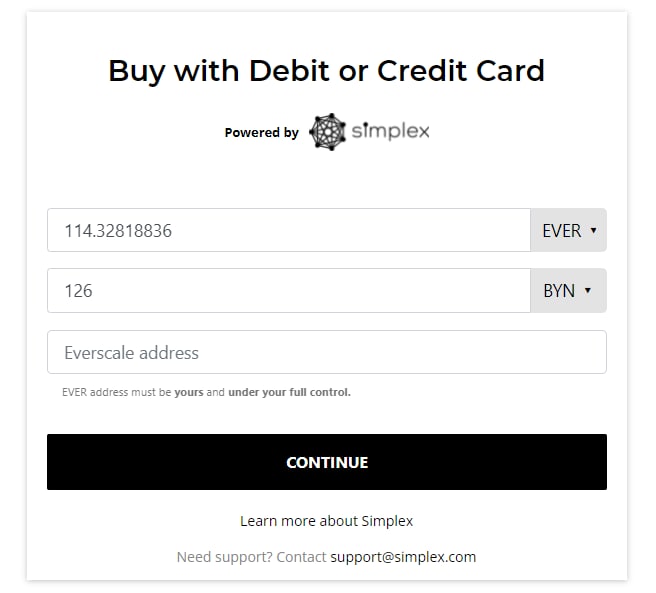 Buy with Debit or Credit Card
Powered by simplex
114.32818836 EVER
126 BYN
Everscale address
EVER address must be yours and under your full control.
CONTINUE
Learn more about Simplex
Need support? Contact support@simplex.com